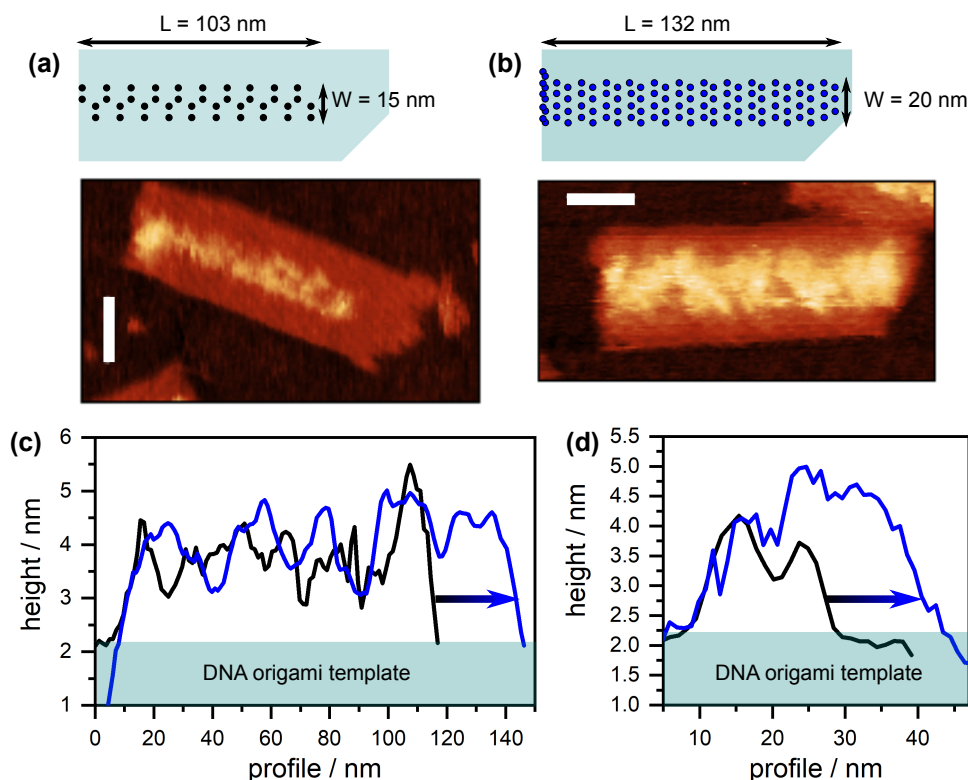 L = 103 nm
L = 132 nm
(a)
(b)
W = 15 nm
W = 20 nm
(c)
6
5
4
3
2
1
height / nm
DNA origami template
0 20 40 60 80 100 120 140
profile / nm
(d)
5.5
5.0
4.5
4.0
3.5
3.0
2.5
2.0
1.5
1.0
height / nm
DNA origami template
10 20 30 40
profile / nm